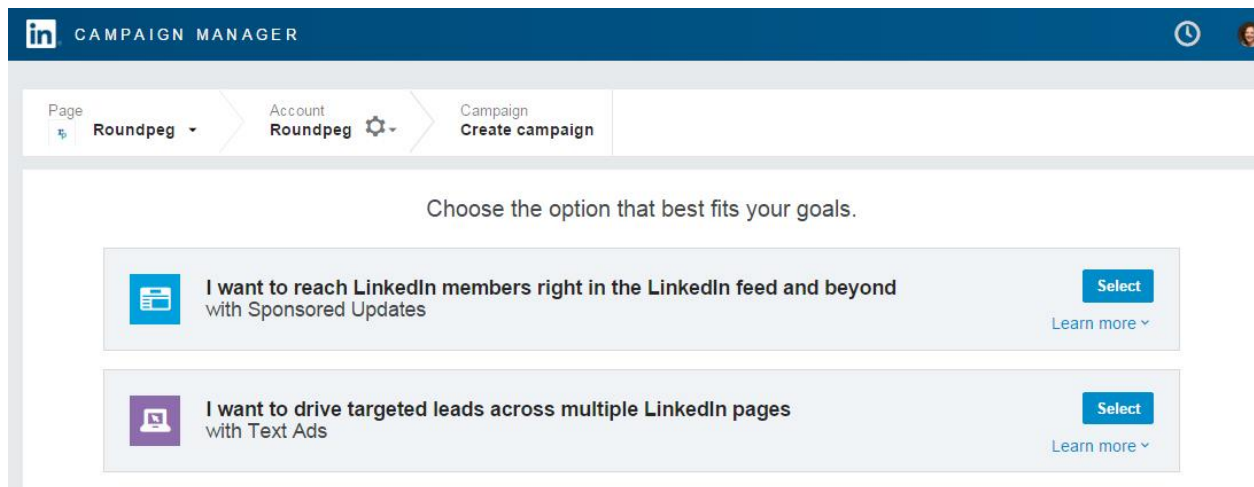 in CAMPAIGN MANAGER
Page
Roundpeg
Account
Roundpeg
Campaign
Create campaign
Choose the option that best fits your goals.
I want to reach LinkedIn members right in the LinkedIn feed and beyond
with Sponsored Updates
Select
Learn more
I want to drive targeted leads across multiple LinkedIn pages
with Text Ads
Select
Learn more